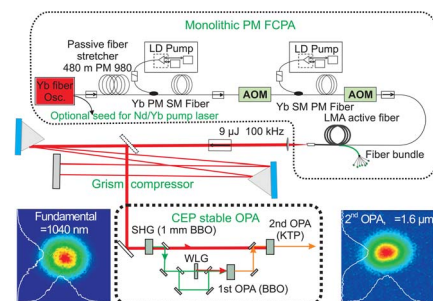 Monolithic PM FCPA
Passive fiber
stretcher
480 m PM 980
LD Pump
LD Pump
Yb fiber
Osc.
Yb PM SM Fiber
AOM
Yb SM PM Fiber
AOM
Optional seed for Nd/Yb pump laser
LMA active fiber
9 µJ 100 kHz
Fiber bundle
Grism compressor
CEP stable OPA
Fundamental
=1040 nm
SHG (1 mm BBO)
2nd OPA
(KTP)
WLG
1st OPA (BBO)
2nd OPA, =1.6 µm